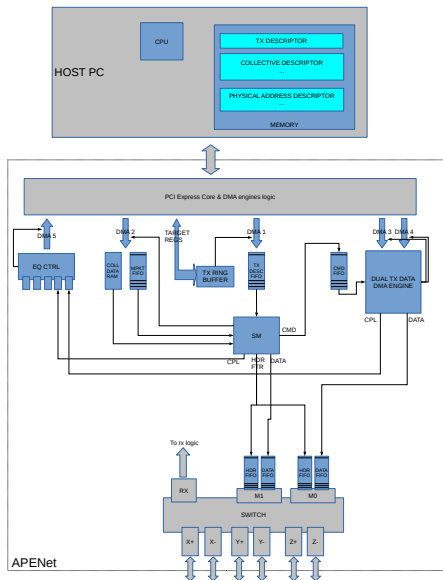 HOST PC
CPU
TX DESCRIPTOR
COLLECTIVE DESCRIPTOR
...
PHYSICAL ADDRESS DESCRIPTOR
...
MEMORY
PCI Express Core & DMA engines logic
DMA 5
DMA 2
TARGET
REGS
DMA 1
DMA 3
DMA 4
EQ CTRL
COLL
DATA
RAM
MPKT
FIFO
TX RING
BUFFER
TX
DESC
FIFO
CMD
FIFO
DUAL TX DATA
DMA ENGINE
SM
CMD
CPL
HDR
FTR
DATA
CPL
DATA
To rx logic
RX
HDR
FIFO
DATA
FIFO
HDR
FIFO
DATA
FIFO
M1
M0
SWITCH
X+
X-
Y+
Y-
Z+
Z-
APENet